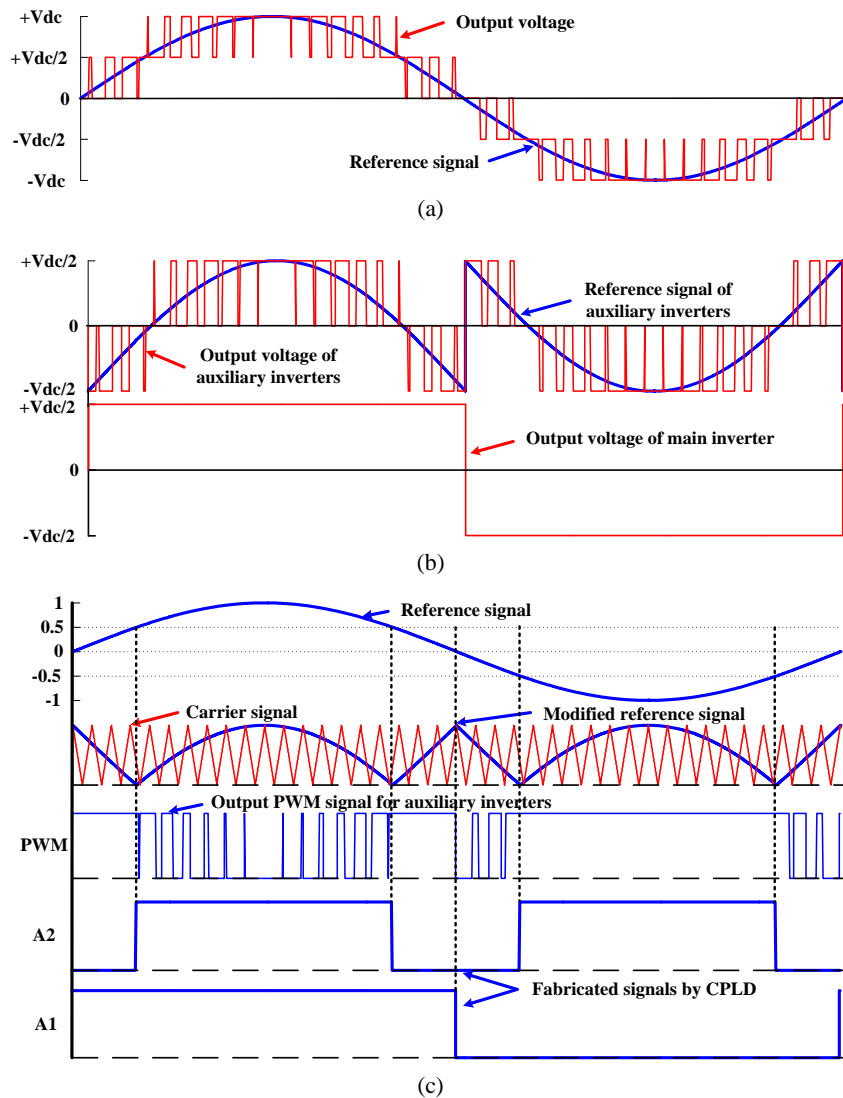 +Vdc
Output voltage
+Vdc/2
0
-Vdc/2
Reference signal
-Vdc
(a)
+Vdc/2
Reference signal of
auxiliary inverters
0
Output voltage of
auxiliary inverters
-Vdc/2
+Vdc/2
Output voltage of main inverter
0
-Vdc/2
(b)
1
Reference signal
0.5
0
-0.5
-1
Carrier signal
Modified reference signal
Output PWM signal for auxiliary inverters
PWM
A2
Fabricated signals by CPLD
A1
(c)